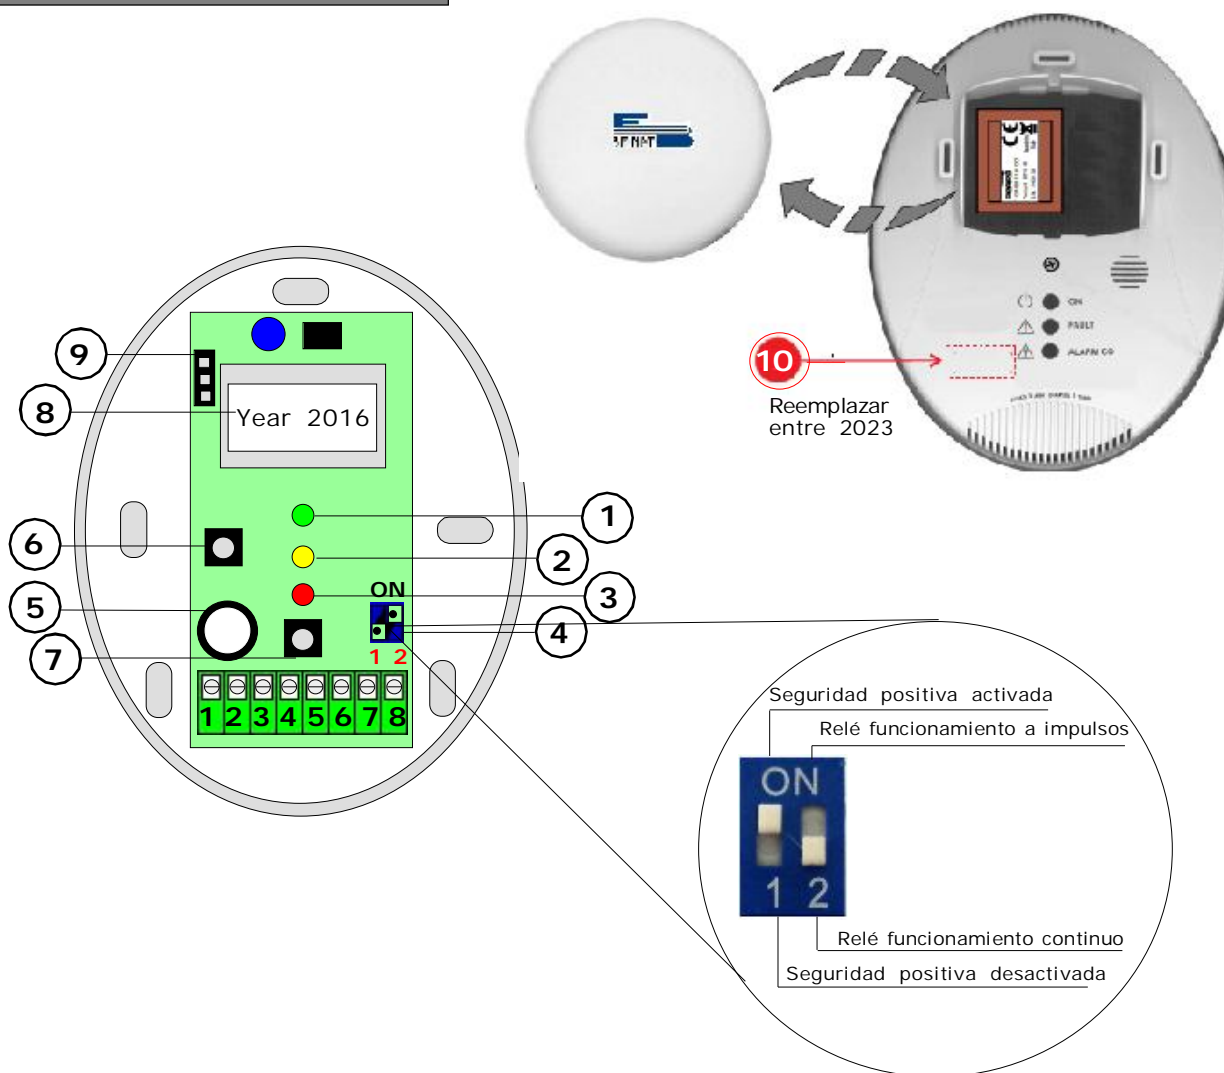 CE
ON
FAULT
ALARM CO
10
Reemplazar
entre 2023
9
8
Year 2016
1
6
2
ON
3
5
4
7
1 2
1 2 3 4 5 6 7 8
Seguridad positiva activada
Relé funcionamiento a impulsos
ON
1 2
Relé funcionamiento continuo
Seguridad positiva desactivada